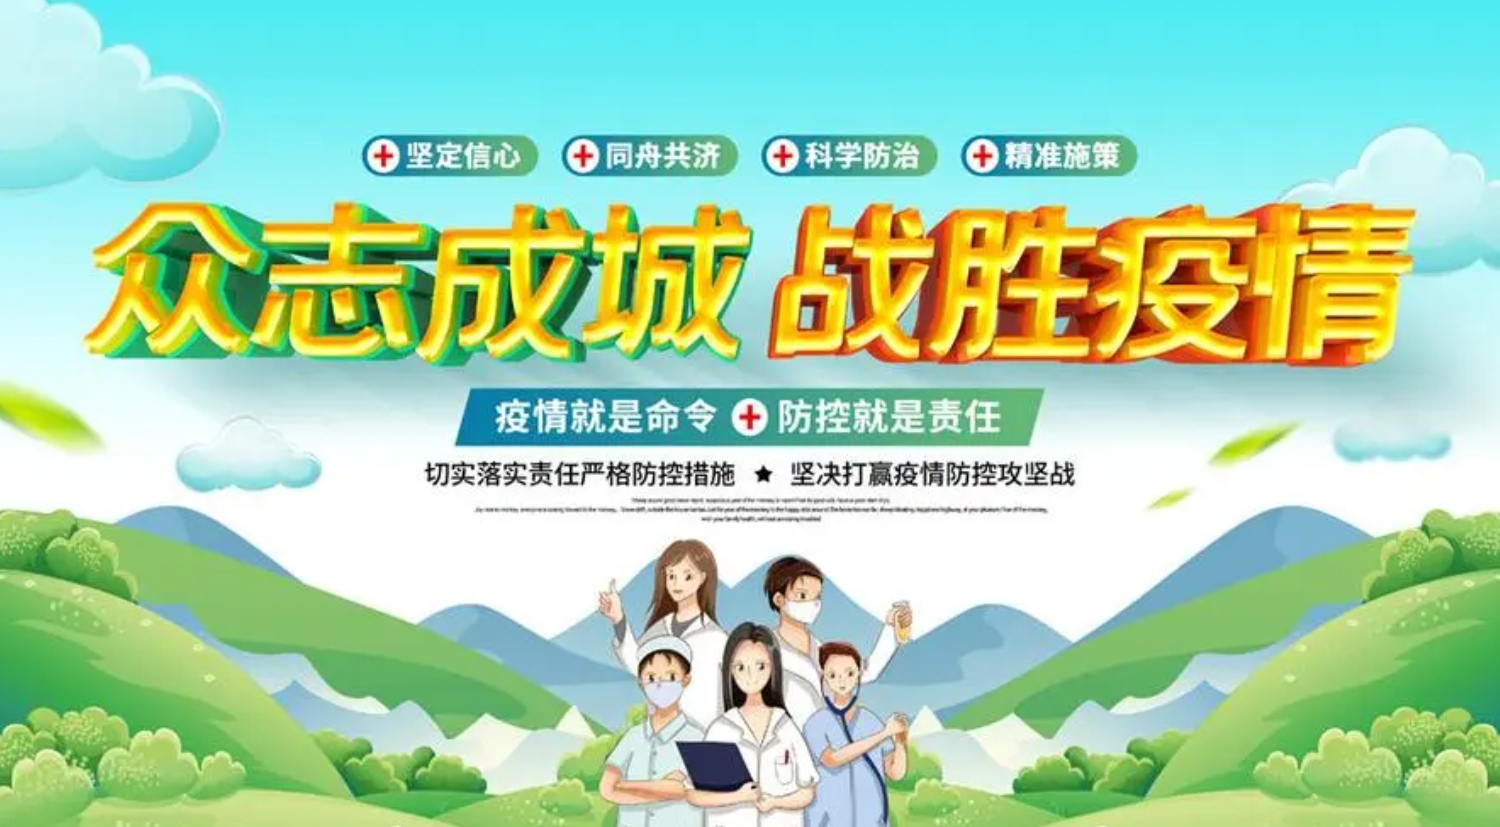 坚定信心 同舟共济 科学防治 精准施策
众志成城 战胜疫情
疫情就是命令 防控就是责任
切实落实责任严格防控措施 ★ 坚决打赢疫情防控攻坚战